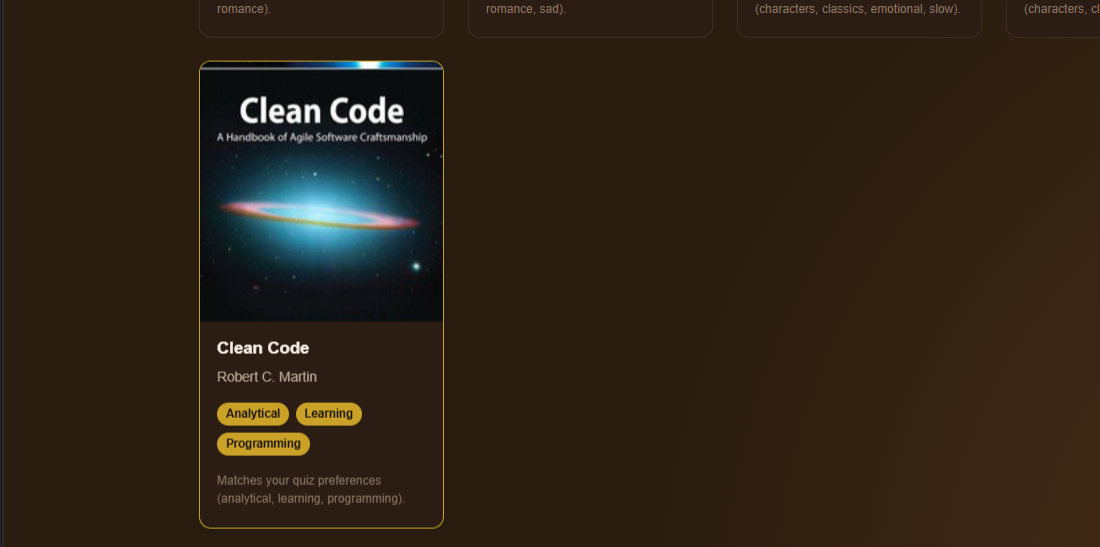 romance).
romance, sad).
(characters, classics, emotional, slow).
(characters, cl
Clean Code
A Handbook of Agile Software Craftsmanship
Clean Code
Robert C. Martin
Analytical
Learning
Programming
Matches your quiz preferences
(analytical, learning, programming).